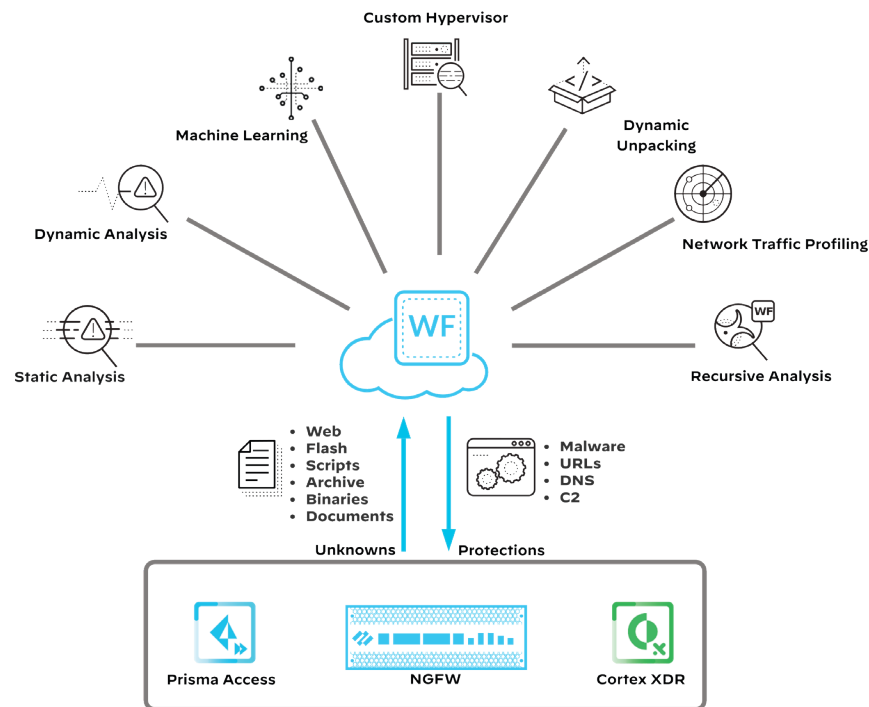 Custom Hypervisor
Machine Learning
Dynamic
Unpacking
Dynamic Analysis
Network Traffic Profiling
WF
WF
Static Analysis
Recursive Analysis
• Web
• Flash
• Scripts
• Archive
• Binaries
• Documents
• Malware
• URLs
• DNS
• C2
Unknowns
Protections
Prisma Access
NGFW
Cortex XDR